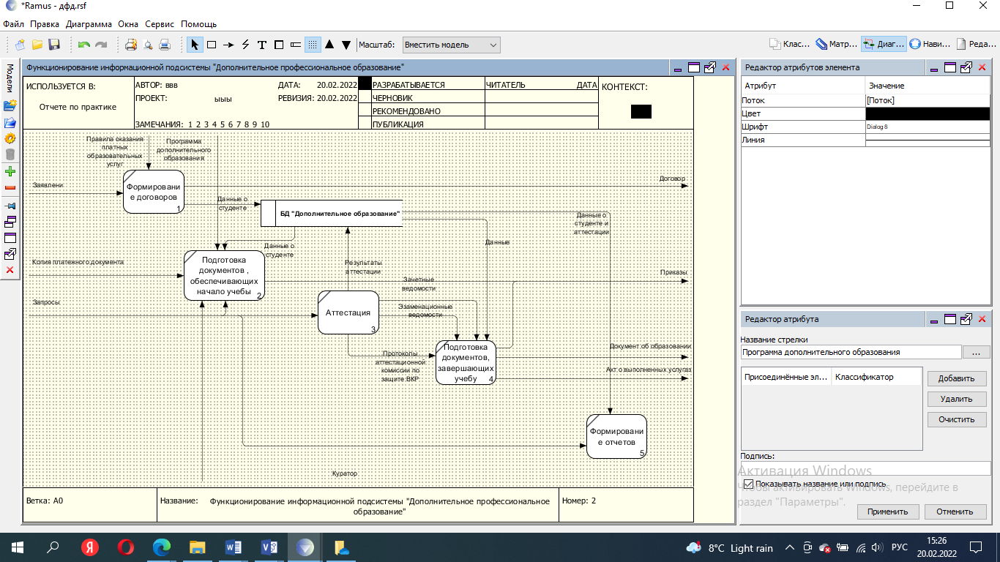 *Ramus - дфд.rsf
Файл Правка Диаграмма Окна Сервис Помощь
Масштаб: Вместить модель
Клас... Матр... Диаг... Нави... Реда...
Модели
Функционирование информационной подсистемы "Дополнительное профессиональное образование"
ИСПОЛЬЗУЕТСЯ В:
Отчете по практике
АВТОР: ввв ДАТА: 20.02.2022
ПРОЕКТ: ыыы РЕВИЗИЯ: 20.02.2022
ЗАМЕЧАНИЯ: 1 2 3 4 5 6 7 8 9 10
РАЗРАБАТЫВАЕТСЯ
ЧЕРНОВИК
РЕКОМЕНДОВАНО
ПУБЛИКАЦИЯ
ЧИТАТЕЛЬ ДАТА
КОНТЕКСТ:
Правила оказания
платных
образовательных
услуг
Программа
дополнительного
образования
Заявлени
Формировани
е договоров
1
Договор
Данные о
студенте
БД "Дополнительное образование"
Данные о
студенте и
аттестации
Данные о
студенте
Данные
Копия платежного документа
Подготовка
документов ,
обеспечивающих
начало учебы
2
Результаты
аттестации
Зачетные
ведомости
Приказы
Запросы
Аттестация
3
Эзаменационные
ведомости
Протоколы
аттестационной
комиссии по
защите ВКР
Подготовка
документов,
завершающих
учебу
4
Документ об образовании
Акт о выполненных услугаз
Формировани
е отчетов
5
Куратор
Ветка: A0
Название: Функционирование информационной подсистемы "Дополнительное профессиональное
образование"
Номер: 2
Редактор атрибутов элемента
Атрибут Значение
Поток [Поток]
Цвет
Шрифт Dialog 8
Линия
Редактор атрибута
Название стрелки
Программа дополнительного образования ...
Присоединённые эл... Классификатор
Добавить
Удалить
Очистить
Подпись:
Активация Windows
Показывать название или подпись
Чтобы активировать Windows, перейдите в
раздел "Параметры".
Применить Отменить
8°C Light rain РУС 15:26
20.02.2022